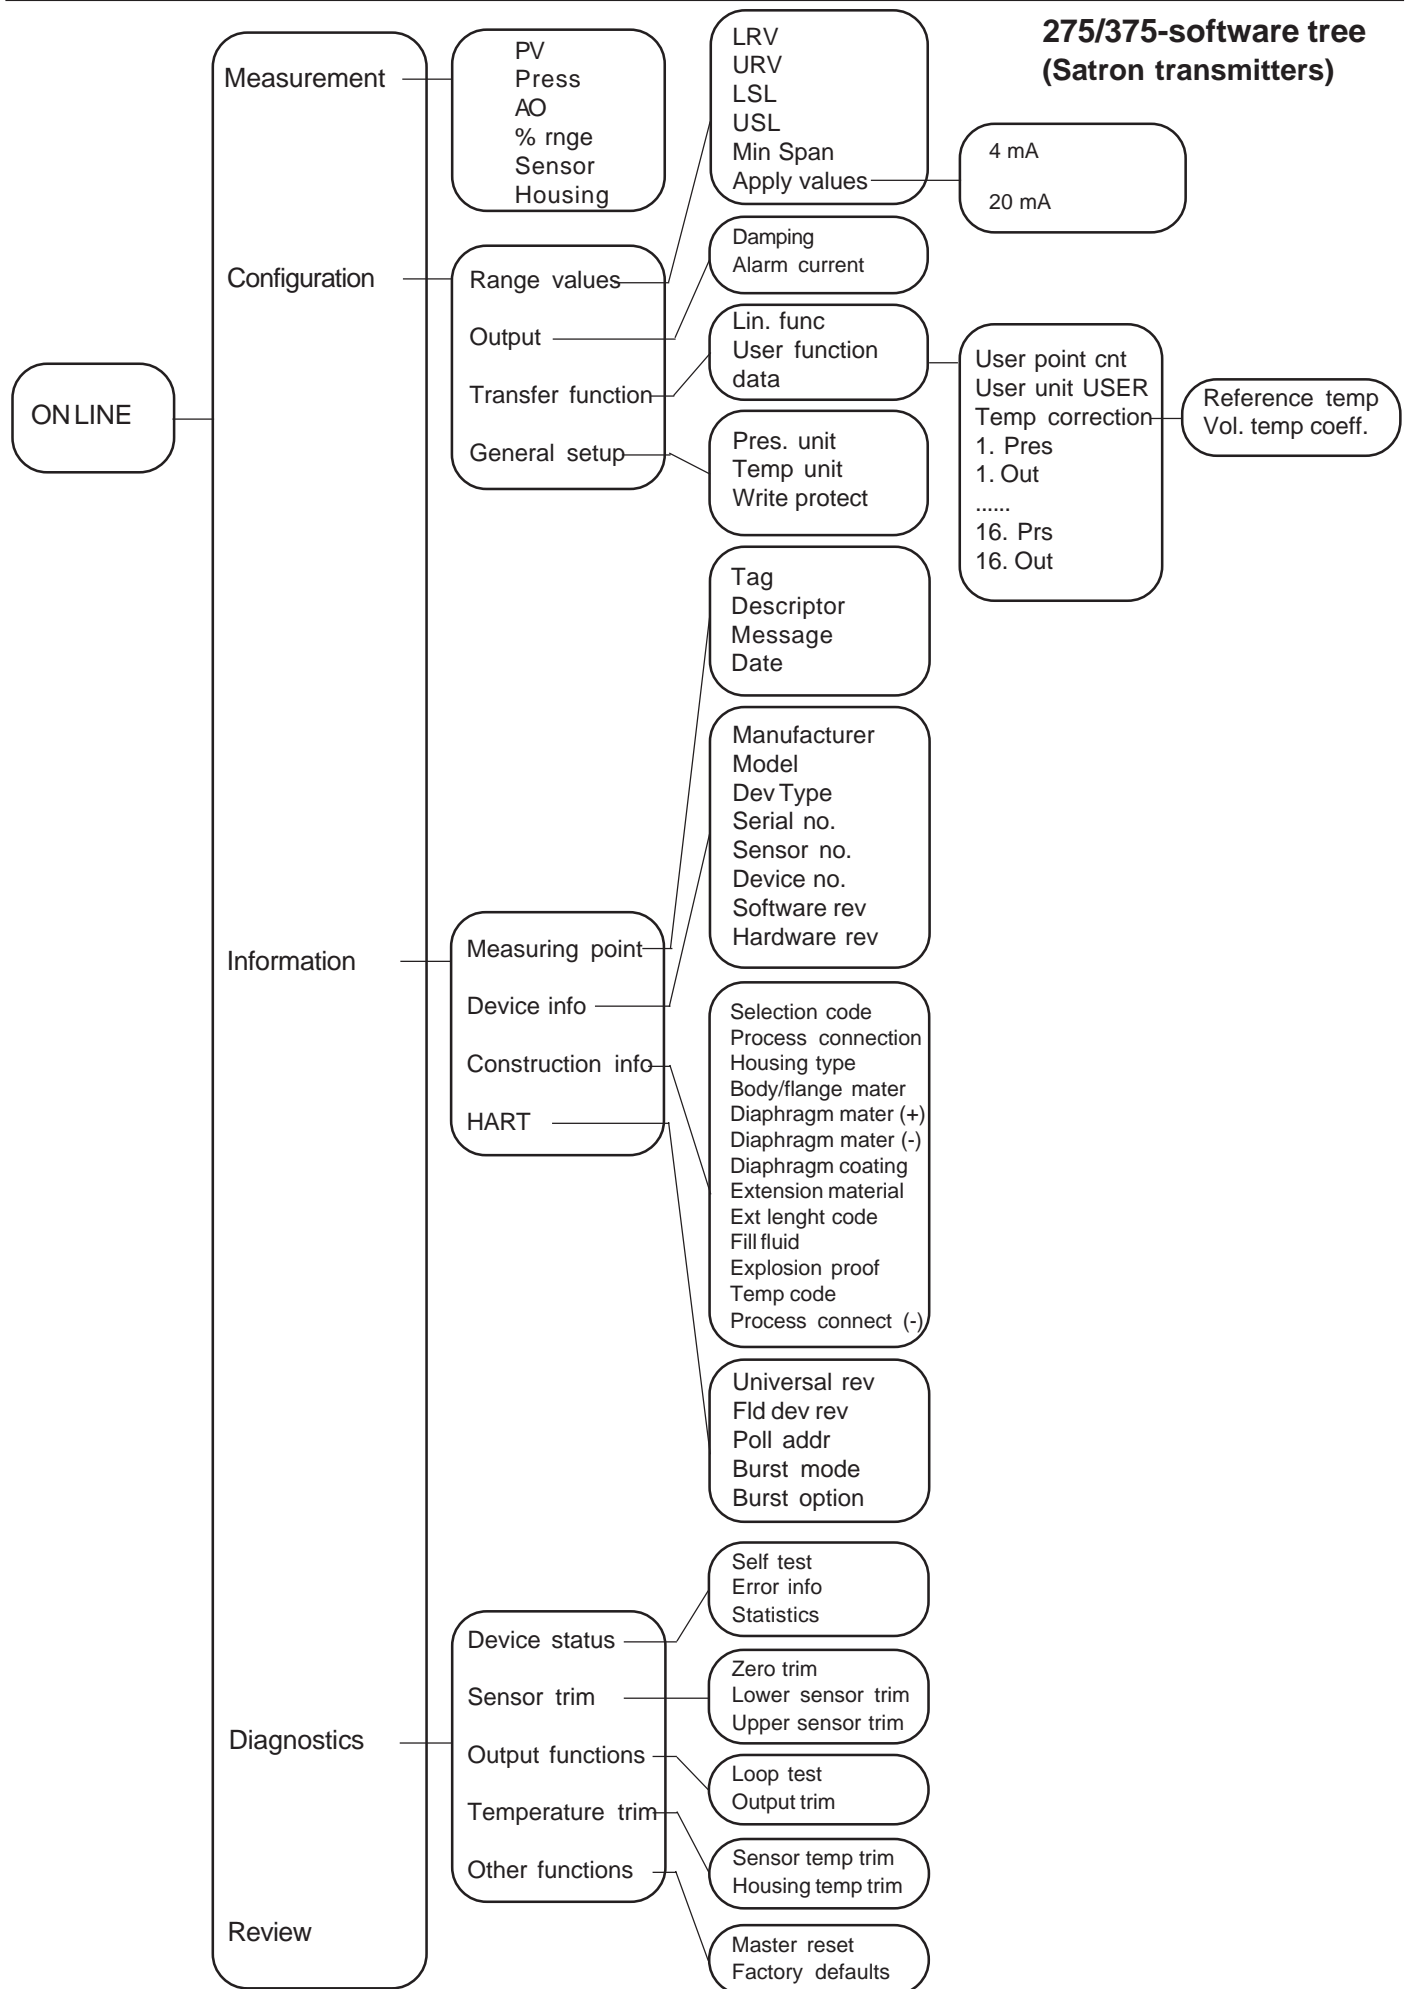 275/375-software tree
(Satron transmitters)
ON LINE
Measurement
Configuration
Information
Diagnostics
Review
PV
Press
AO
% rnge
Sensor
Housing
Range values
Output
Transfer function
General setup
LRV
URV
LSL
USL
Min Span
Apply values
4 mA
20 mA
Damping
Alarm current
Lin. func
User function
data
User point cnt
User unit USER
Temp correction
1. Pres
1. Out
......
16. Prs
16. Out
Reference temp
Vol. temp coeff.
Pres. unit
Temp unit
Write protect
Measuring point
Device info
Construction info
HART
Tag
Descriptor
Message
Date
Manufacturer
Model
Dev Type
Serial no.
Sensor no.
Device no.
Software rev
Hardware rev
Selection code
Process connection
Housing type
Body/flange mater
Diaphragm mater (+)
Diaphragm mater (-)
Diaphragm coating
Extension material
Ext lenght code
Fill fluid
Explosion proof
Temp code
Process connect (-)
Universal rev
Fld dev rev
Poll addr
Burst mode
Burst option
Device status
Sensor trim
Output functions
Temperature trim
Other functions
Self test
Error info
Statistics
Zero trim
Lower sensor trim
Upper sensor trim
Loop test
Output trim
Sensor temp trim
Housing temp trim
Master reset
Factory defaults